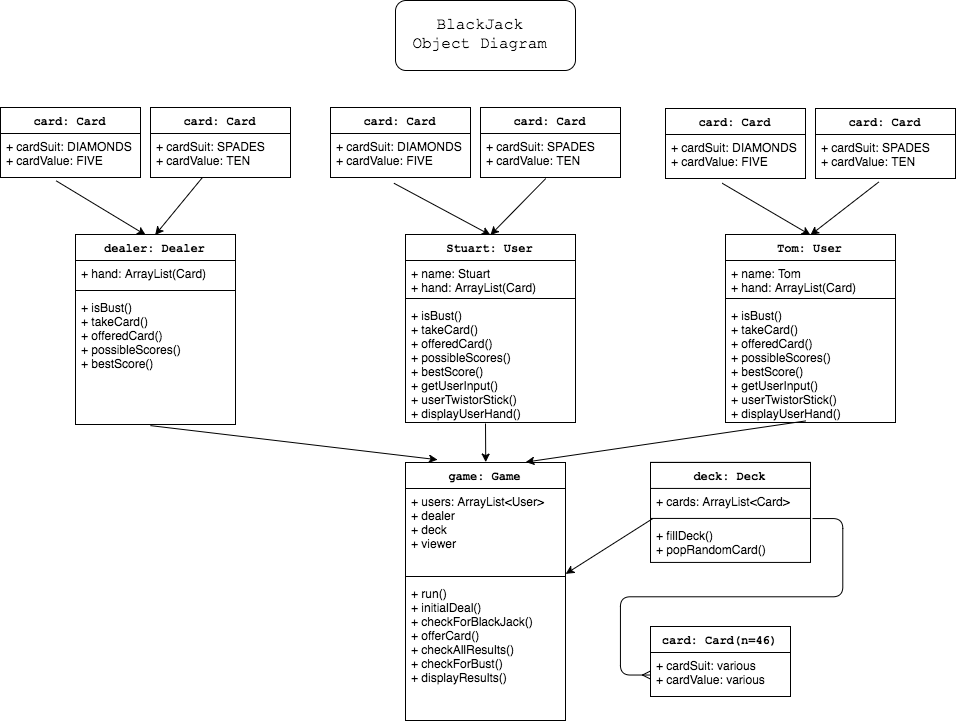 BlackJack
Object Diagram
card: Card
+ cardSuit: DIAMONDS
+ cardValue: FIVE
card: Card
+ cardSuit: SPADES
+ cardValue: TEN
card: Card
+ cardSuit: DIAMONDS
+ cardValue: FIVE
card: Card
+ cardSuit: SPADES
+ cardValue: TEN
card: Card
+ cardSuit: DIAMONDS
+ cardValue: FIVE
card: Card
+ cardSuit: SPADES
+ cardValue: TEN
dealer: Dealer
+ hand: ArrayList(Card)
+ isBust()
+ takeCard()
+ offeredCard()
+ possibleScores()
+ bestScore()
Stuart: User
+ name: Stuart
+ hand: ArrayList(Card)
+ isBust()
+ takeCard()
+ offeredCard()
+ possibleScores()
+ bestScore()
+ getUserInput()
+ userTwistorStick()
+ displayUserHand()
Tom: User
+ name: Tom
+ hand: ArrayList(Card)
+ isBust()
+ takeCard()
+ offeredCard()
+ possibleScores()
+ bestScore()
+ getUserInput()
+ userTwistorStick()
+ displayUserHand()
game: Game
+ users: ArrayList<User>
+ dealer
+ deck
+ viewer
+ run()
+ initialDeal()
+ checkForBlackJack()
+ offerCard()
+ checkAllResults()
+ checkForBust()
+ displayResults()
deck: Deck
+ cards: ArrayList<Card>
+ fillDeck()
+ popRandomCard()
card: Card(n=46)
+ cardSuit: various
+ cardValue: various